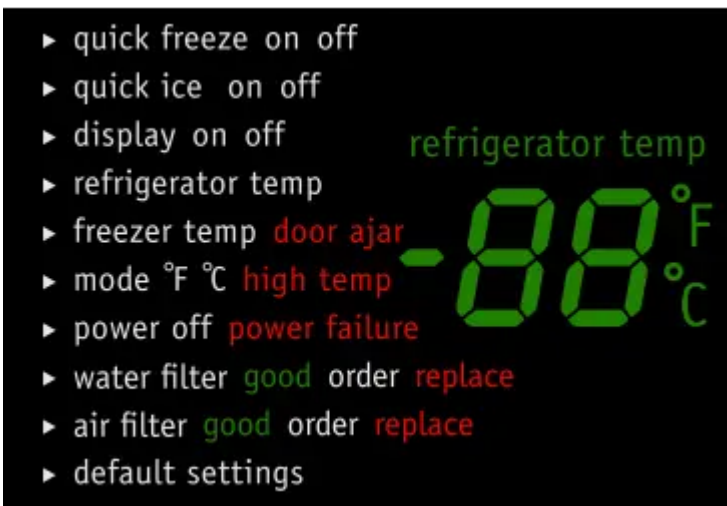 ▸ quick freeze on off
▸ quick ice on off
▸ display on off
refrigerator temp
▸ refrigerator temp
▸ freezer temp door ajar
▸ mode °F °C high temp
▸ power off power failure
-88 °F °C
▸ water filter good order replace
▸ air filter good order replace
▸ default settings